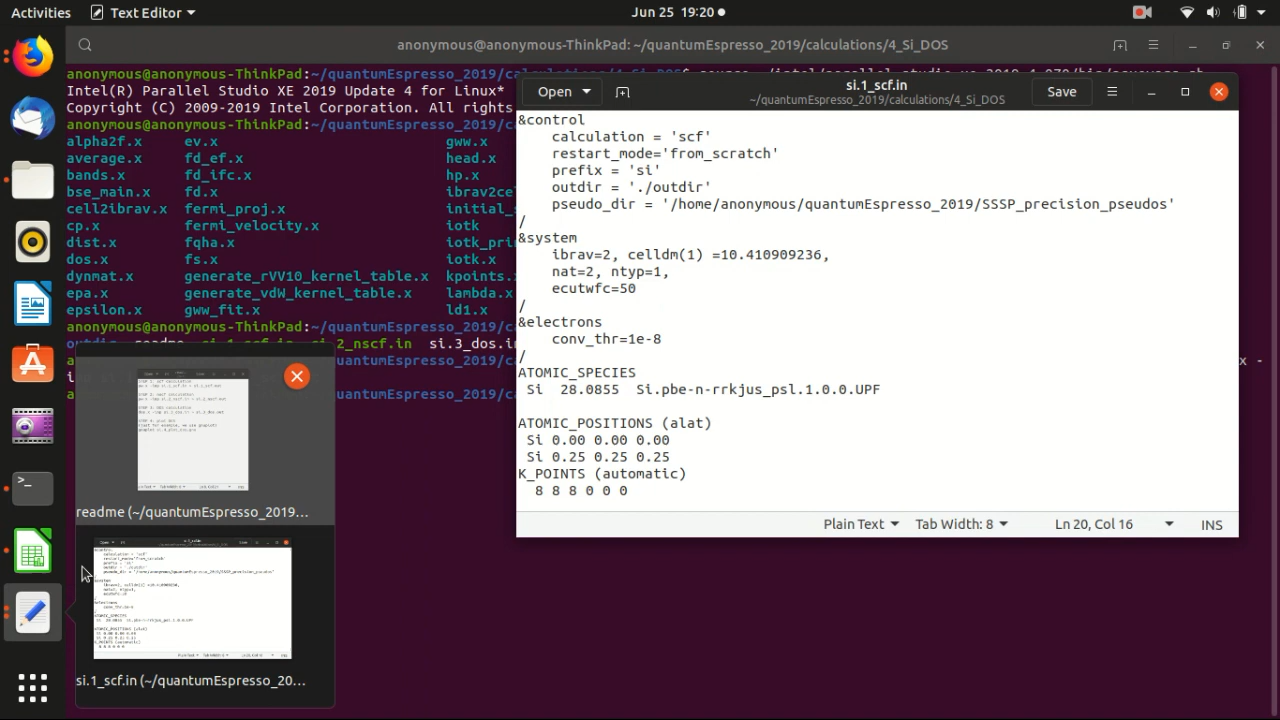 Activities
Text Editor
Jun 25 19:20
anonymous@anonymous-ThinkPad: ~/quantumEspresso_2019/calculations/4_Si_DOS
anonymous@anonymous-ThinkPad:~/quantumEspresso_2019/calculations/4_Si_DOS$
Intel(R) Parallel Studio XE 2019 Update 4 for Linux*
Copyright (C) 2009-2019 Intel Corporation. All rights
anonymous@anonymous-ThinkPad:~/quantumEspresso_2019/c
alpha2f.x ev.x gww.x
average.x fd_ef.x head.x
bands.x fd_ifc.x hp.x
bse_main.x fd.x ibrav2ce
cell2ibrav.x fermi_proj.x initial_
cp.x fermi_velocity.x iotk
dist.x fqha.x iotk_pri
dos.x fs.x iotk.x
dynmat.x generate_rVV10_kernel_table.x kpoints.
epa.x generate_vdW_kernel_table.x lambda.x
epsilon.x gww_fit.x ld1.x
anonymous@anonymous-ThinkPad:~/quantumEspresso_2019/c
2_nscf.in si.3_dos.i
espresso_2019/c x -
espresso_2019/c
si.1_scf.in
~/quantumEspresso_2019/calculations/4_Si_DOS
Open
Save
&control
calculation = 'scf'
restart_mode='from_scratch'
prefix = 'si'
outdir = './outdir'
pseudo_dir = '/home/anonymous/quantumEspresso_2019/SSSP_precision_pseudos'
/
&system
ibrav=2, celldm(1) =10.410909236,
nat=2, ntyp=1,
ecutwfc=50
/
&electrons
conv_thr=1e-8
/
ATOMIC_SPECIES
Si 28.0855 Si.pbe-n-rrkjus_psl.1.0.0.UPF
ATOMIC_POSITIONS (alat)
Si 0.00 0.00 0.00
Si 0.25 0.25 0.25
K_POINTS (automatic)
8 8 8 0 0 0
Plain Text
Tab Width: 8
Ln 20, Col 16
INS
readme (~/quantumEspresso_2019...
si.1_scf.in (~/quantumEspresso_20...